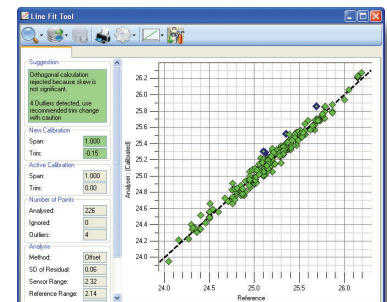 Line Fit Tool
Suggestion
Orthogonal calculation
rejected because skew is
not significant.
4 Outliers detected, use
recommended trim change
with caution
New Calibration
Span: 1.000
Trim: -0.15
Active Calibration
Span: 1.000
Trim: 0.00
Number of Points
Analysed: 226
Ignored: 0
Outliers: 4
Analysis
Method: Offset
SD of Residual: 0.06
Sensor Range: 2.32
Reference Range: 2.14
Analyser: (Calibrated)
26.2
26.0
25.8
25.6
25.4
25.2
25.0
24.8
24.6
24.4
24.2
24.0
24.0 24.5 25.0 25.5 26.0
Reference